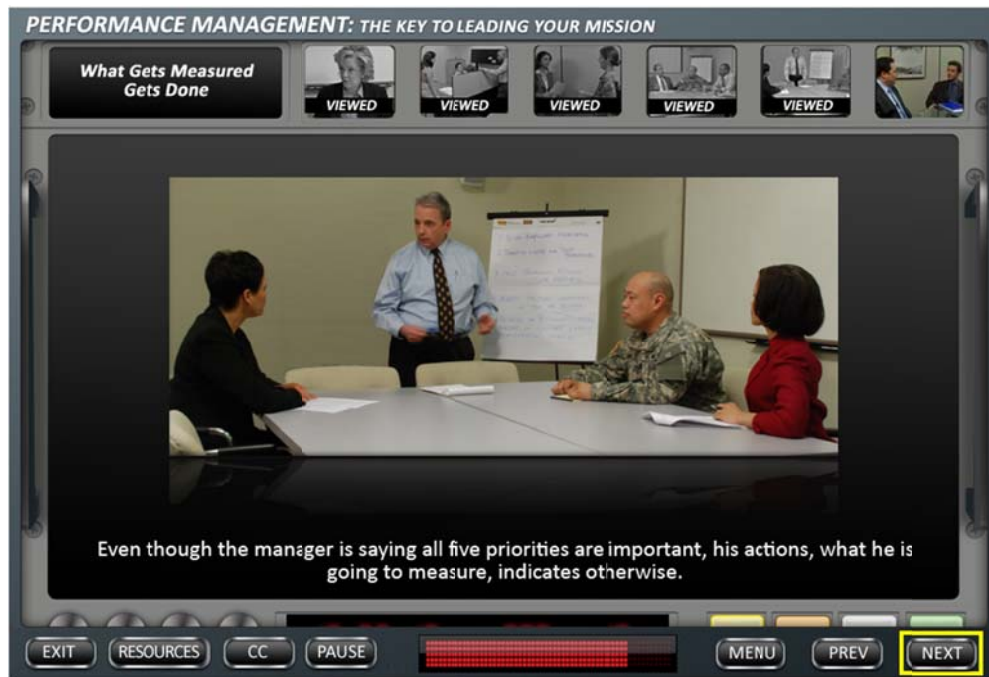 PERFORMANCE MANAGEMENT: THE KEY TO LEADING YOUR MISSION
What Gets Measured
Gets Done
VIEWED
VIEWED
VIEWED
VIEWED
VIEWED
Even though the manager is saying all five priorities are important, his actions, what he is
going to measure, indicates otherwise.
EXIT
RESOURCES
CC
PAUSE
MENU
PREV
NEXT